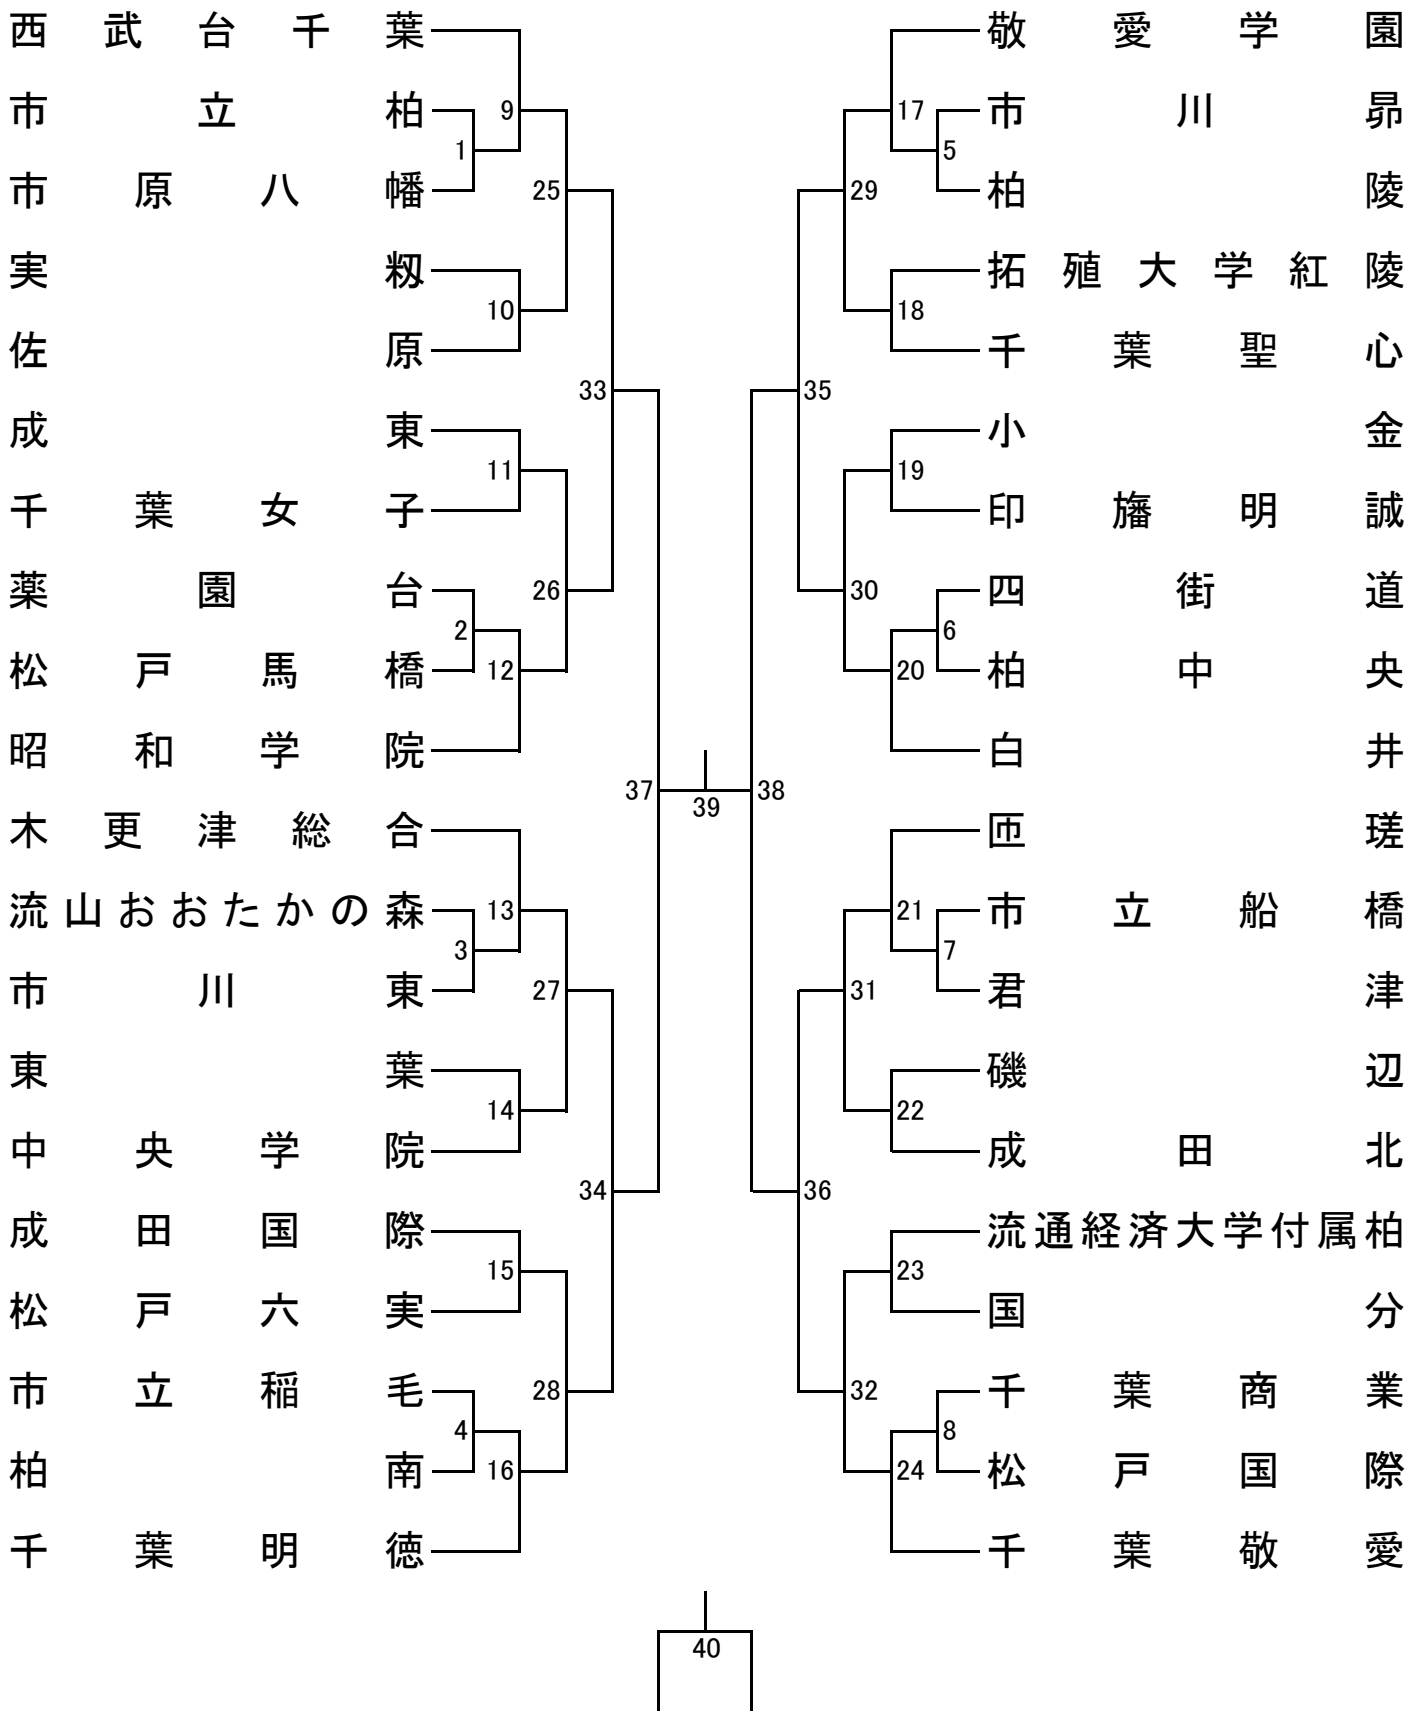 西武台千葉
市立柏
市原八幡
実籾
佐原
成東
千葉女子
薬園台
松戸馬橋
昭和学院
木更津総合
流山おおたかの森
市川東
東葉
中央学院
成田国際
松戸六実
市立稲毛
柏南
千葉明徳
9
1
25
10
33
11
26
2
12
37
13
3
27
14
34
15
28
4
16
39
40
17
5
29
18
35
19
30
6
20
38
21
7
31
22
36
23
32
8
24
敬愛学園
市川昴
柏陵
拓殖大学紅陵
千葉聖心
小金
印旛明誠
四街道
柏中央
白井
匝瑳
市立船橋
君津
磯辺
成田北
流通経済大学付属柏
国分
千葉商業
松戸国際
千葉敬愛